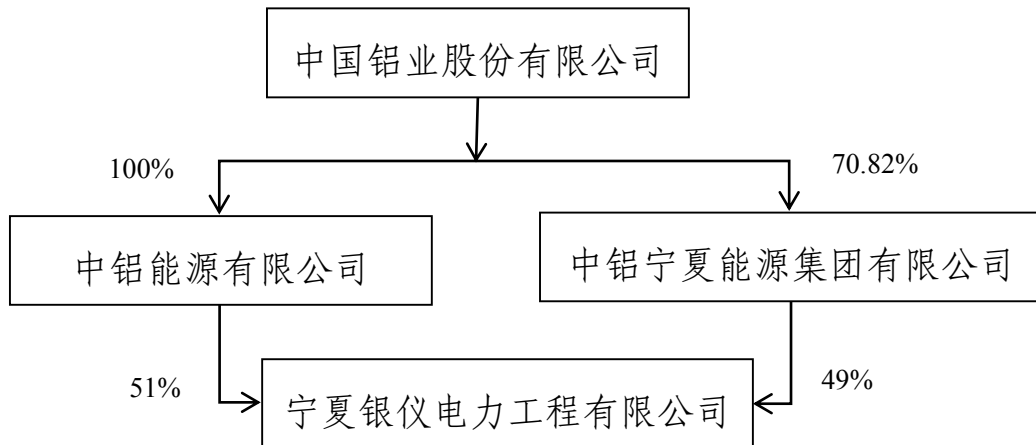 中国铝业股份有限公司
100%
70.82%
中铝能源有限公司
中铝宁夏能源集团有限公司
51%
49%
宁夏银仪电力工程有限公司